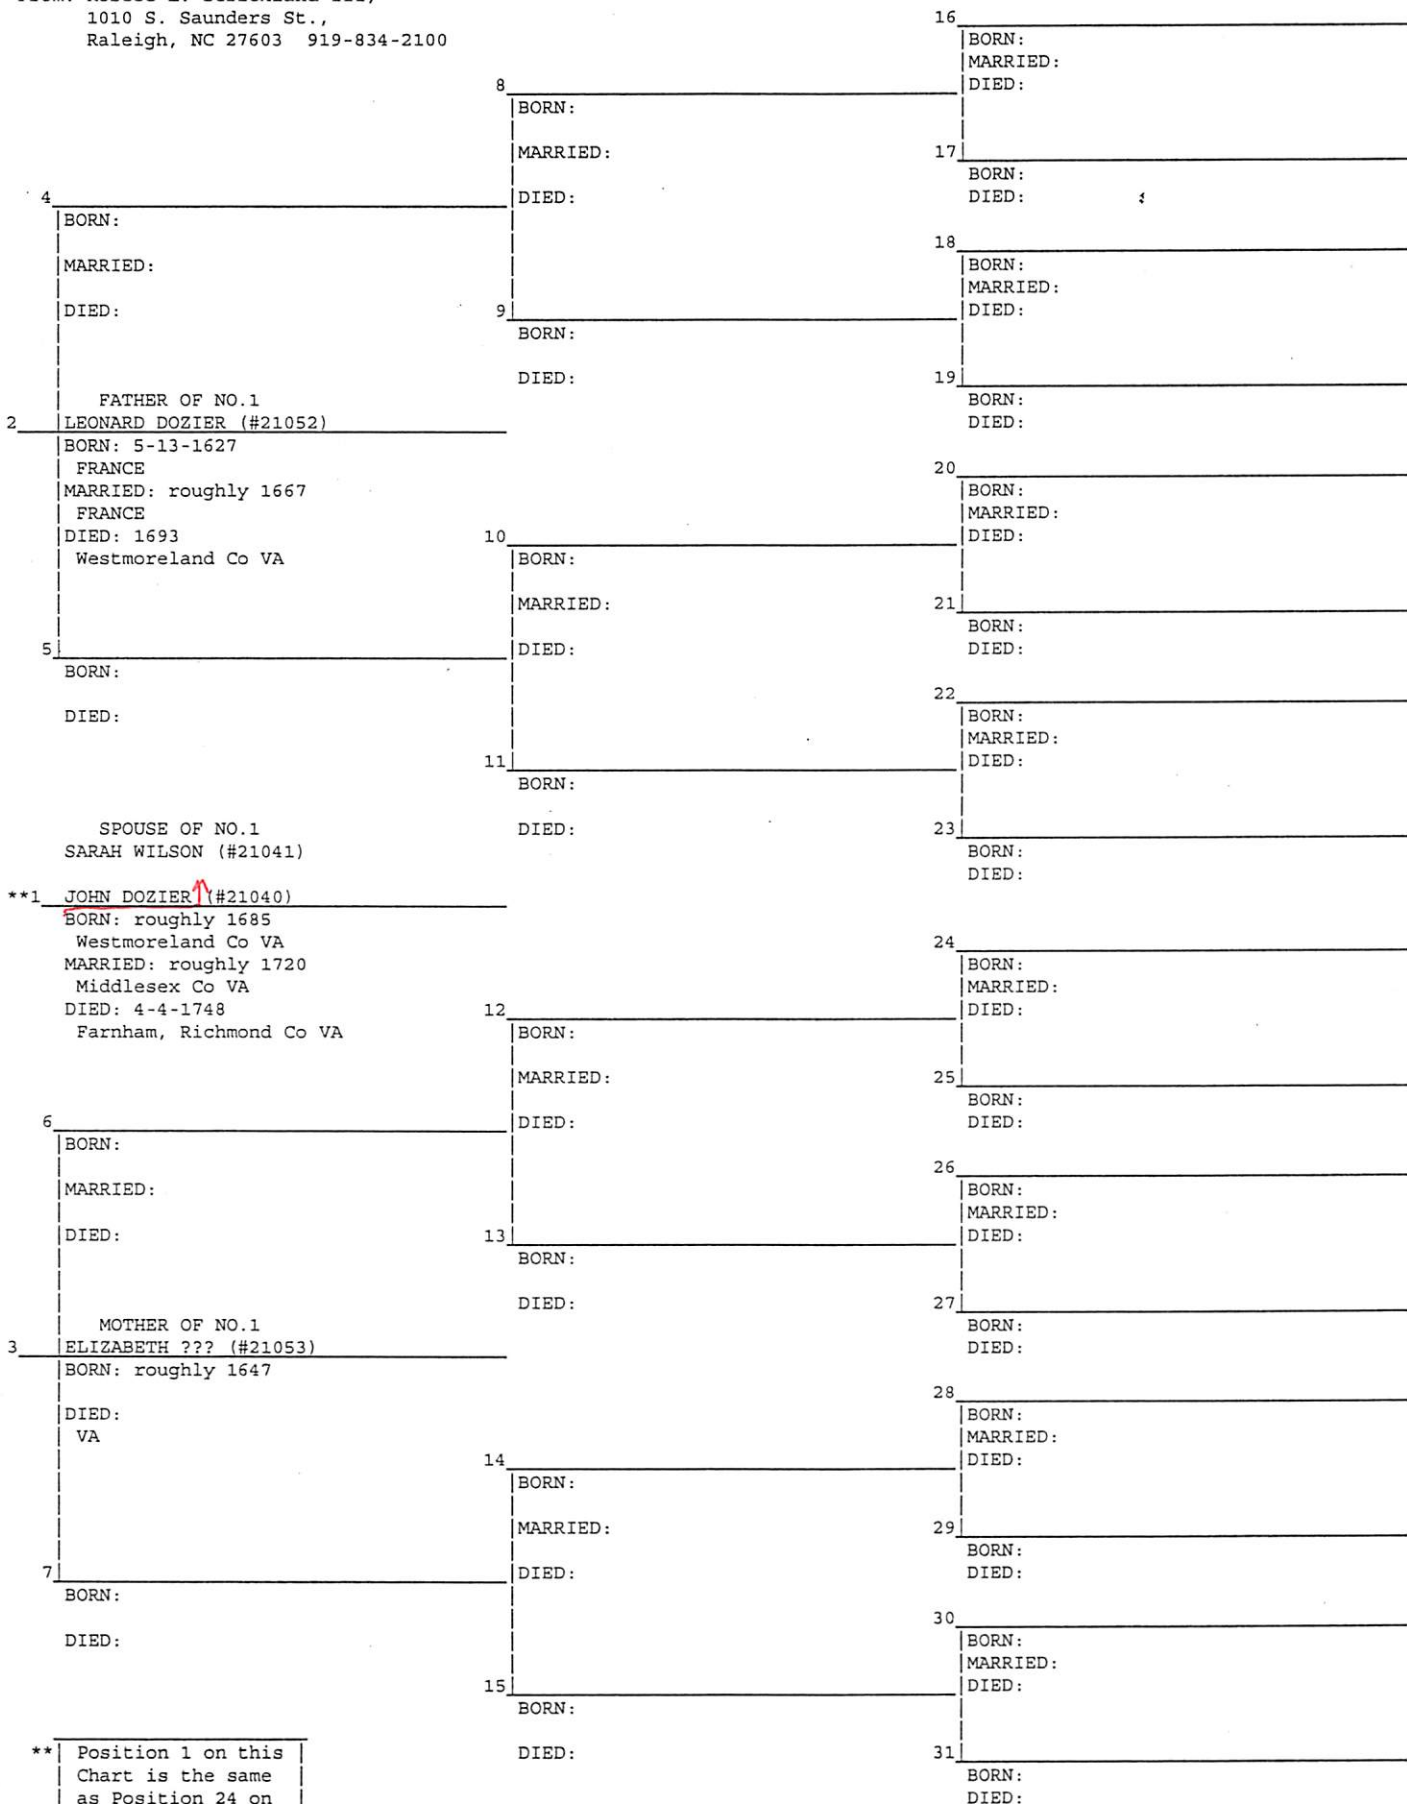 From: Strickland III,
1010 S. Saunders St.,
Raleigh, NC 27603 919-834-2100
4
BORN:
MARRIED:
DIED:
FATHER OF NO.1
2 LEONARD DOZIER (#21052)
BORN: 5-13-1627
FRANCE
MARRIED: roughly 1667
FRANCE
DIED: 1693
Westmoreland Co VA
5
BORN:
DIED:
SPOUSE OF NO.1
SARAH WILSON (#21041)
**1 JOHN DOZIER (#21040)
BORN: roughly 1685
Westmoreland Co VA
MARRIED: roughly 1720
Middlesex Co VA
DIED: 4-4-1748
Farnham, Richmond Co VA
6
BORN:
MARRIED:
DIED:
MOTHER OF NO.1
3 ELIZABETH ??? (#21053)
BORN: roughly 1647
DIED:
VA
7
BORN:
DIED:
** Position 1 on this
Chart is the same
as Position 24 on
8
BORN:
MARRIED:
DIED:
9
BORN:
DIED:
10
BORN:
MARRIED:
DIED:
11
BORN:
DIED:
12
BORN:
MARRIED:
DIED:
13
BORN:
DIED:
14
BORN:
MARRIED:
DIED:
15
BORN:
DIED:
16
BORN:
MARRIED:
DIED:
17
BORN:
DIED:
18
BORN:
MARRIED:
DIED:
19
BORN:
DIED:
20
BORN:
MARRIED:
DIED:
21
BORN:
DIED:
22
BORN:
MARRIED:
DIED:
23
BORN:
DIED:
24
BORN:
MARRIED:
DIED:
25
BORN:
DIED:
26
BORN:
MARRIED:
DIED:
27
BORN:
DIED:
28
BORN:
MARRIED:
DIED:
29
BORN:
DIED:
30
BORN:
MARRIED:
DIED:
31
BORN:
DIED: